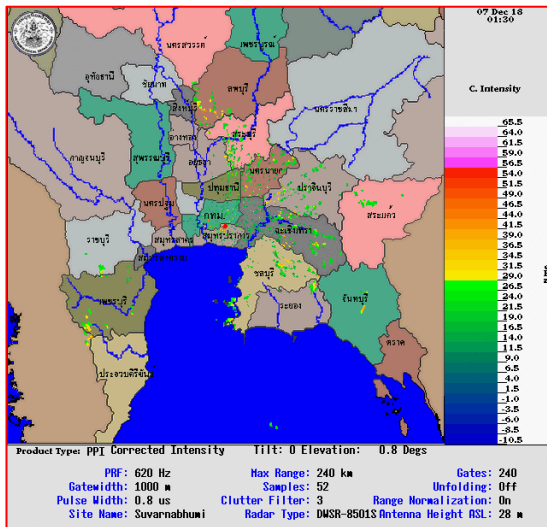 07 Dec 18
01:30
C. Intensity
นครสวรรค์
เพชรบูรณ์
อุทัยธานี
ชัยนาท
สิงห์บุรี
ลพบุรี
นครราชสีมา
อ่างทอง
สระบุรี
กาญจนบุรี
สุพรรณบุรี
อยุธยา
นครนายก
ปราจีนบุรี
ปทุมธานี
นครปฐม
กทม.
สระแก้ว
ฉะเชิงเทรา
ราชบุรี
สมุทรสาคร
สมุทรปราการ
ชลบุรี
เพชรบุรี
ระยอง
จันทบุรี
ตราด
ประจวบคีรีขันธ์
65.5
64.0
61.5
59.0
56.5
54.0
51.5
49.0
46.5
44.0
41.5
39.0
36.5
34.0
31.5
29.0
26.5
24.0
21.5
19.0
16.5
14.0
11.5
9.0
6.5
4.0
1.5
-1.0
-3.5
-6.0
-8.5
-10.5
Product Type: PPI Corrected Intensity Tilt: 0 Elevation: 0.8 Degs
PRF: 620 Hz Max Range: 240 km Gates: 240
Gatewidth: 1000 m Samples: 52 Unfolding: Off
Pulse Width: 0.8 us Clutter Filter: 3 Range Normalization: On
Site Name: Suvarnabhumi Radar Type: DWSR-8501S Antenna Height ASL: 28 m